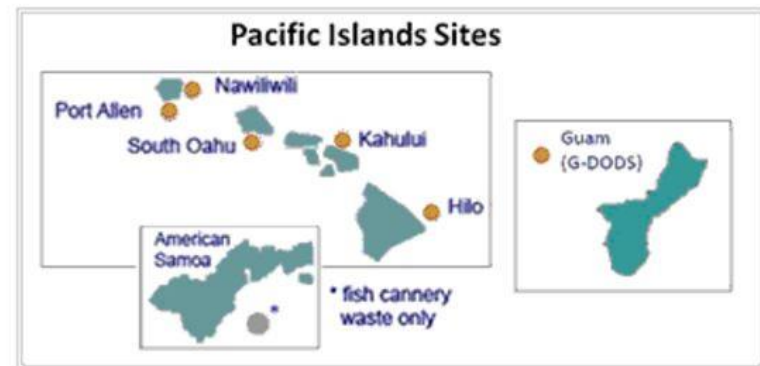 Pacific Islands Sites
Nawiliwili
Port Allen
South Oahu
Kahului
Hilo
Guam
(G-DODS)
American
Samoa
*
* fish cannery
waste only